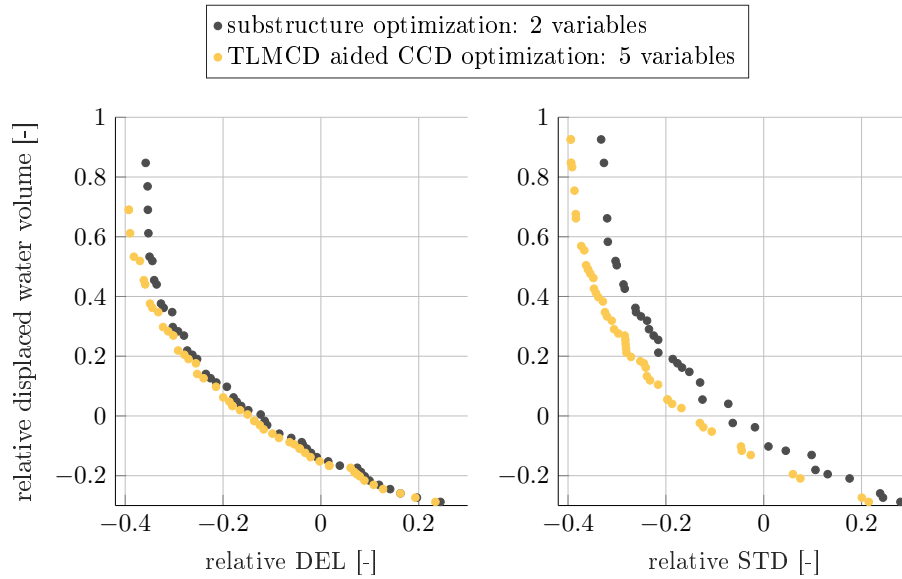 substructure optimization: 2 variables
TLMCD aided CCD optimization: 5 variables
relative displaced water volume [-]
1
0.8
0.6
0.4
0.2
0
−0.2
−0.4 −0.2 0 0.2
relative DEL [-]
1
0.8
0.6
0.4
0.2
0
−0.2
−0.4 −0.2 0 0.2
relative STD [-]